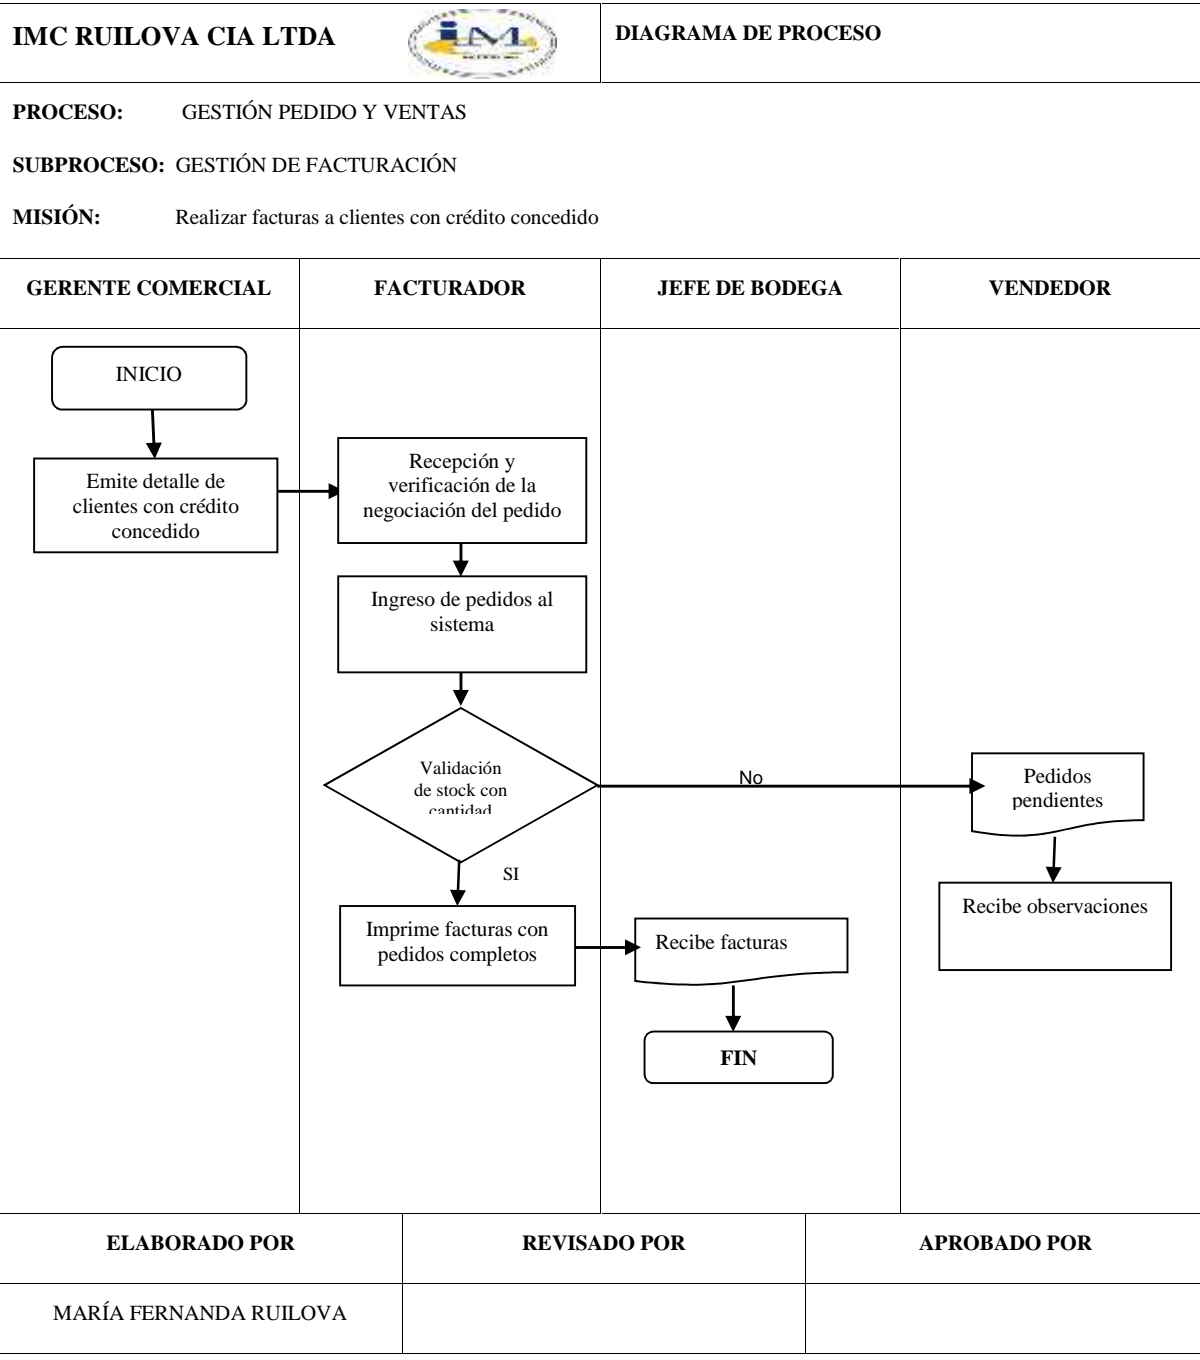 IMC RUILOVA CIA LTDA
IM
DIAGRAMA DE PROCESO
PROCESO: GESTIÓN PEDIDO Y VENTAS
SUBPROCESO: GESTIÓN DE FACTURACIÓN
MISIÓN: Realizar facturas a clientes con crédito concedido
GERENTE COMERCIAL
FACTURADOR
JEFE DE BODEGA
VENDEDOR
INICIO
Emite detalle de
clientes con crédito
concedido
Recepción y
verificación de la
negociación del pedido
Ingreso de pedidos al
sistema
Validación
de stock con
cantidad
No
Pedidos
pendientes
SI
Recibe observaciones
Imprime facturas con
pedidos completos
Recibe facturas
FIN
ELABORADO POR
REVISADO POR
APROBADO POR
MARÍA FERNANDA RUILOVA